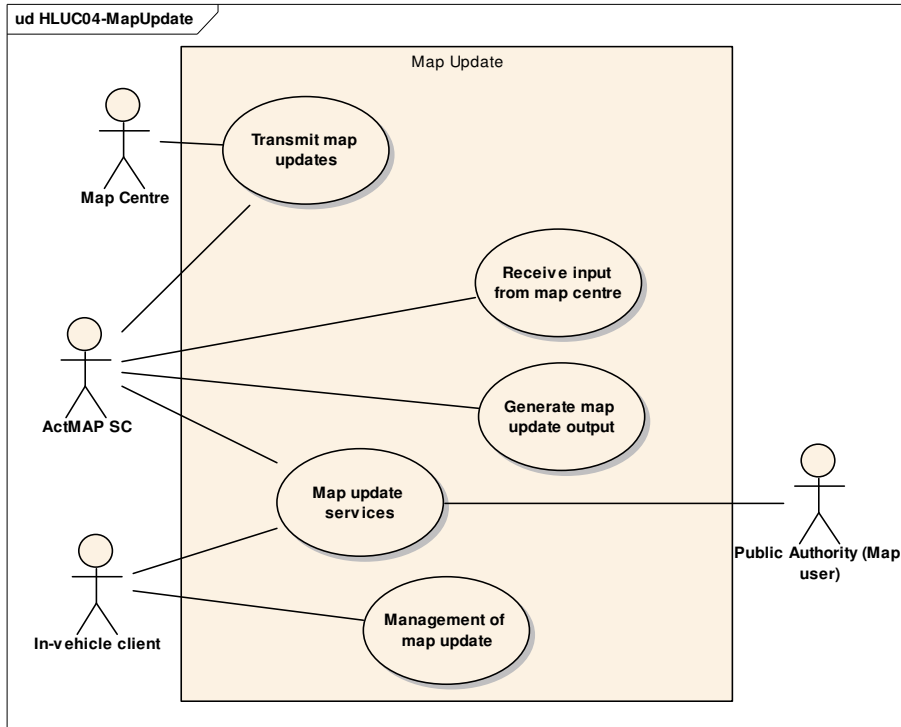 ud HLUC04-MapUpdate
Map Update
Transmit map
updates
Map Centre
Receive input
from map centre
ActMAP SC
Generate map
update output
Map update
services
Public Authority (Map
user)
In-vehicle client
Management of
map update